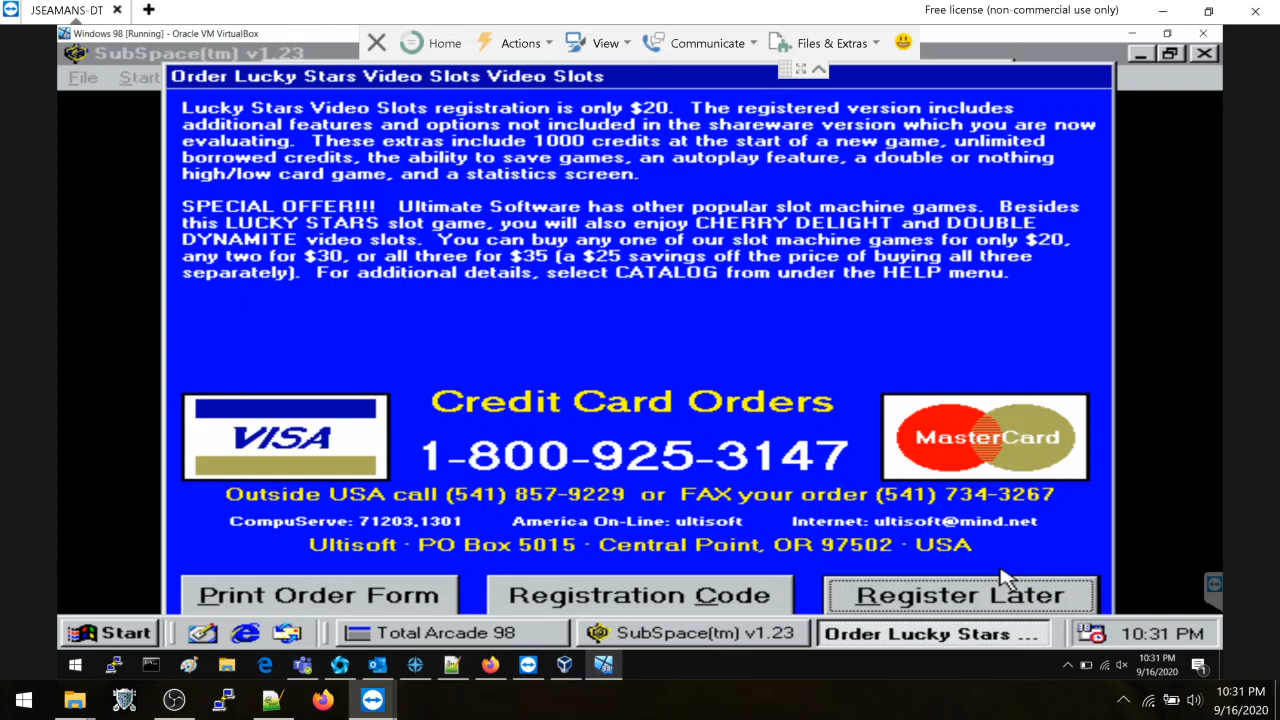 JSEAMANS-DT
Free license (non-commercial use only)
Windows 98 [Running] - Oracle VM VirtualBox
Home Actions View Communicate Files & Extras
SubSpace(tm) v1.23
File Start
Order Lucky Stars Video Slots Video Slots
Lucky Stars Video Slots registration is only $20. The registered version includes
additional features and options not included in the shareware version which you are now
evaluating. These extras include 1000 credits at the start of a new game, unlimited
borrowed credits, the ability to save games, an autoplay feature, a double or nothing
high/low card game, and a statistics screen.
SPECIAL OFFER!!! Ultimate Software has other popular slot machine games. Besides
this LUCKY STARS slot game, you will also enjoy CHERRY DELIGHT and DOUBLE
DYNAMITE video slots. You can buy any one of our slot machine games for only $20,
any two for $30, or all three for $35 (a $25 savings off the price of buying all three
separately). For additional details, select CATALOG from under the HELP menu.
VISA
Credit Card Orders
MasterCard
1-800-925-3147
Outside USA call (541) 857-9229 or FAX your order (541) 734-3267
CompuServe: 71203,1301 America On-Line: ultisoft Internet: ultisoft@mind.net
Ultisoft · PO Box 5015 · Central Point, OR 97502 · USA
Print Order Form Registration Code Register Later
Start Total Arcade 98 SubSpace(tm) v1.23 Order Lucky Stars ... 10:31 PM
10:31 PM
9/16/2020
10:31 PM
9/16/2020